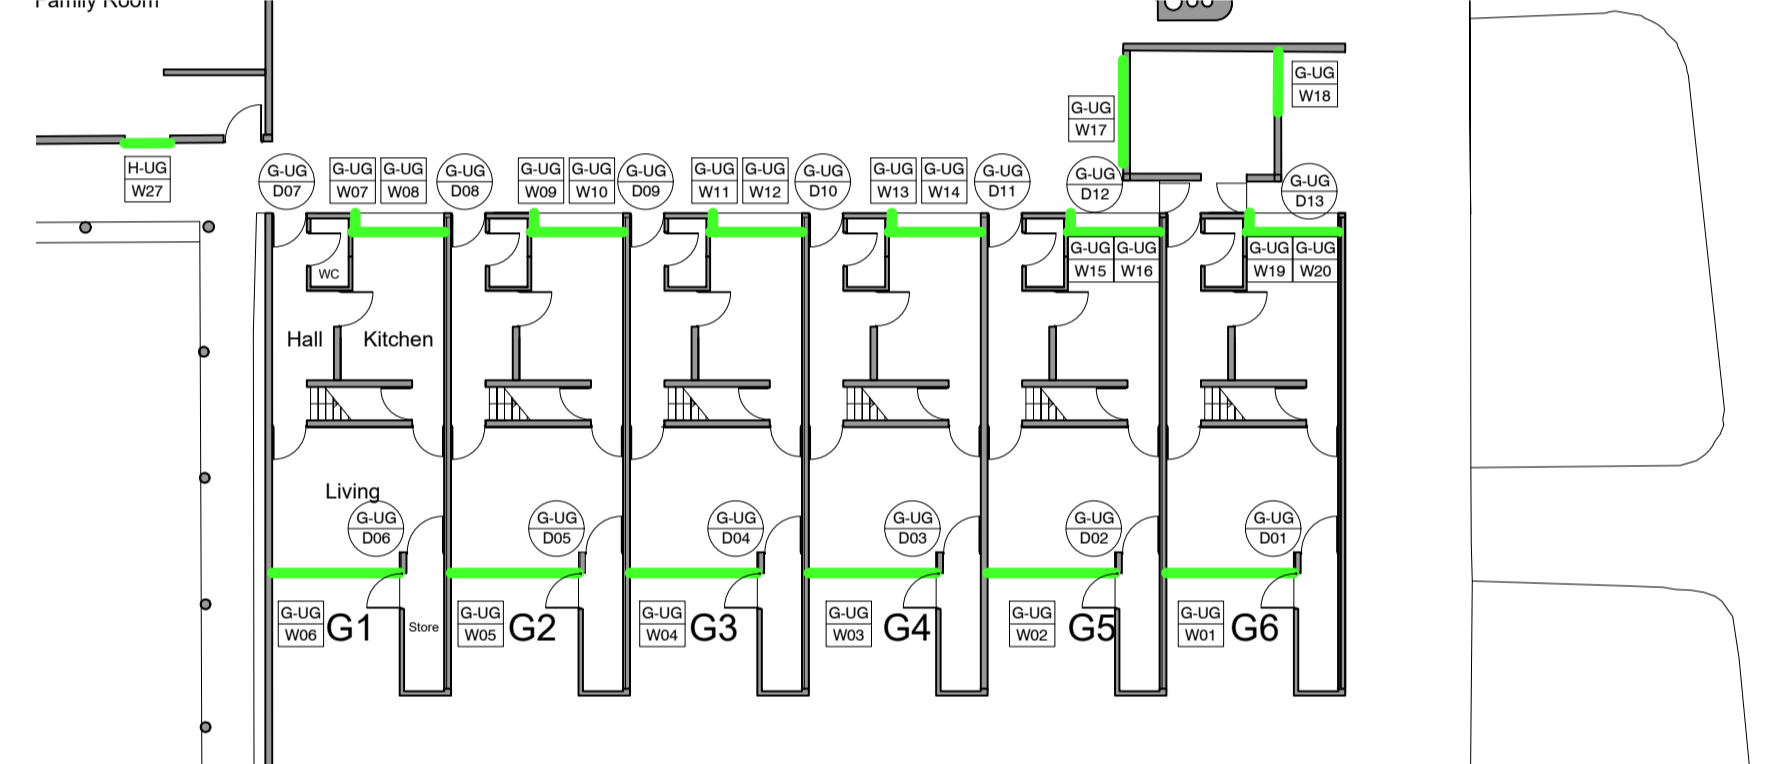 Family Room
G-UG
W18
G-UG
W17
H-UG
W27
G-UG
D07
G-UG
W07
G-UG
W08
G-UG
D08
G-UG
W09
G-UG
W10
G-UG
D09
G-UG
W11
G-UG
W12
G-UG
D10
G-UG
W13
G-UG
W14
G-UG
D11
G-UG
D12
G-UG
D13
G-UG
W15
G-UG
W16
G-UG
W19
G-UG
W20
WC
Hall
Kitchen
Living
G-UG
D06
G-UG
D05
G-UG
D04
G-UG
D03
G-UG
D02
G-UG
D01
G-UG
W06
G1
Store
G-UG
W05
G2
G-UG
W04
G3
G-UG
W03
G4
G-UG
W02
G5
G-UG
W01
G6